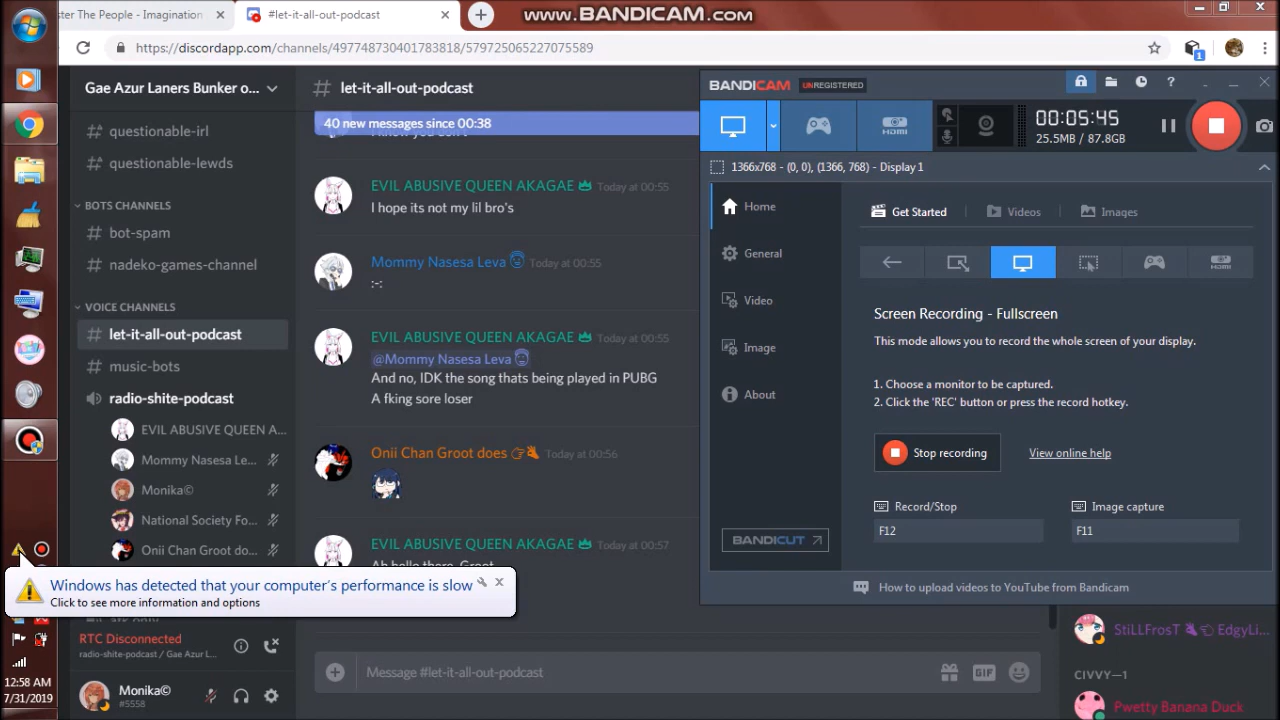 ster The People - Imagination
#let-it-all-out-podcast
www.BANDICAM.com
https://discordapp.com/channels/497748730401783818/579725065227075589
1
Gae Azur Laners Bunker o...
questionable-irl
questionable-lewds
BOTS CHANNELS
bot-spam
nadeko-games-channel
VOICE CHANNELS
let-it-all-out-podcast
music-bots
radio-shite-podcast
EVIL ABUSIVE QUEEN A...
Mommy Nasesa Le...
Monika©
National Society Fo...
Onii Chan Groot do...
Windows has detected that your computer's performance is slow
Click to see more information and options
RTC Disconnected
radio-shite-podcast / Gae Azur L...
Monika©
#5558
12:58 AM
7/31/2019
let-it-all-out-podcast
40 new messages since 00:38
EVIL ABUSIVE QUEEN AKAGAE Today at 00:55
I hope its not my lil bro's
Mommy Nasesa Leva Today at 00:55
:-:
EVIL ABUSIVE QUEEN AKAGAE Today at 00:55
@Mommy Nasesa Leva
And no, IDK the song thats being played in PUBG
A fking sore loser
Onii Chan Groot does Today at 00:56
EVIL ABUSIVE QUEEN AKAGAE Today at 00:57
Ah hello there, Groot
Message #let-it-all-out-podcast
GIF
BANDICAM UNREGISTERED
HDMI
00:05:45
25.5MB / 87.8GB
1366x768 - (0, 0), (1366, 768) - Display 1
Home
General
Video
Image
About
BANDICUT
Get Started
Videos
Images
HDMI
Screen Recording - Fullscreen
This mode allows you to record the whole screen of your display.
1. Choose a monitor to be captured.
2. Click the 'REC' button or press the record hotkey.
Stop recording
View online help
Record/Stop
F12
Image capture
F11
How to upload videos to YouTube from Bandicam
StiLLFrosT EdgyLi...
CIVVY—1
Pwetty Banana Duck